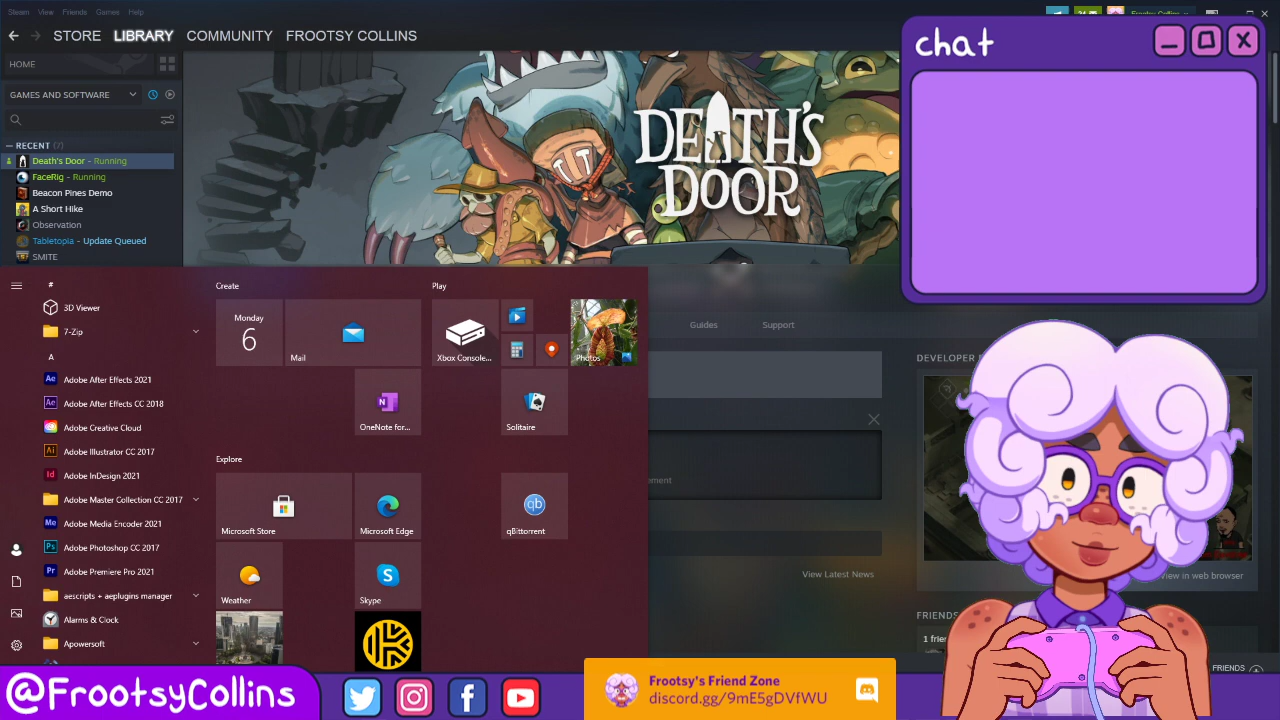 Steam View Friends Games Help
STORE LIBRARY COMMUNITY FROOTSY COLLINS
HOME
GAMES AND SOFTWARE
RECENT (7)
Death's Door - Running
FaceRig - Running
Beacon Pines Demo
A Short Hike
Observation
Tabletopia - Update Queued
SMITE
DEATH'S
DOOR
chat
Guides Support
View Latest News
View in web browser
FRIENDS
1 frie
FRIENDS
#
3D Viewer
7-Zip
A
Adobe After Effects 2021
Adobe After Effects CC 2018
Adobe Creative Cloud
Adobe Illustrator CC 2017
Adobe InDesign 2021
Adobe Master Collection CC 2017
Adobe Media Encoder 2021
Adobe Photoshop CC 2017
Adobe Premiere Pro 2021
aescripts + aeplugins manager
Alarms & Clock
Apowersoft
Create
Monday
6
Mail
OneNote for...
Play
Xbox Console...
Photos
Solitaire
Explore
Microsoft Store
Microsoft Edge
qb
qBittorrent
Weather
Skype
@FrootsyCollins
Frootsy's Friend Zone
discord.gg/9mE5gDVfWU